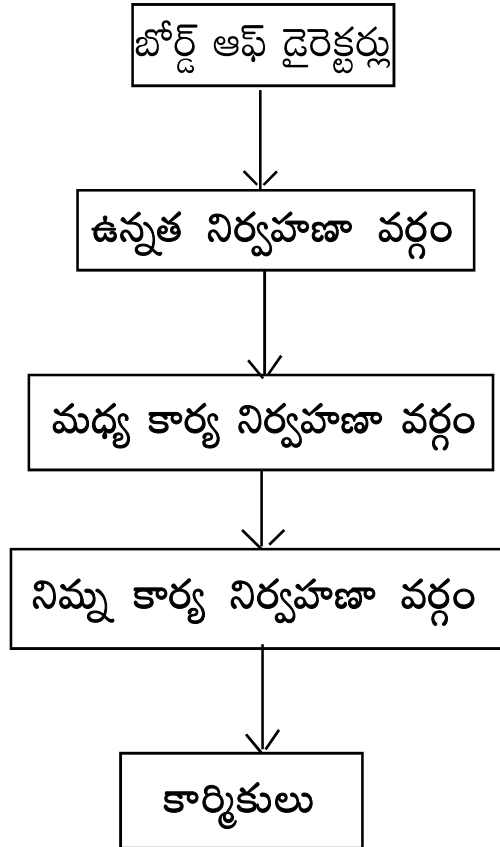 బోర్డ్ ఆఫ్ డైరెక్టర్లు
ఉన్నత నిర్వహణా వర్గం
మధ్య కార్య నిర్వహణా వర్గం
నిమ్న కార్య నిర్వహణా వర్గం
కార్మికులు